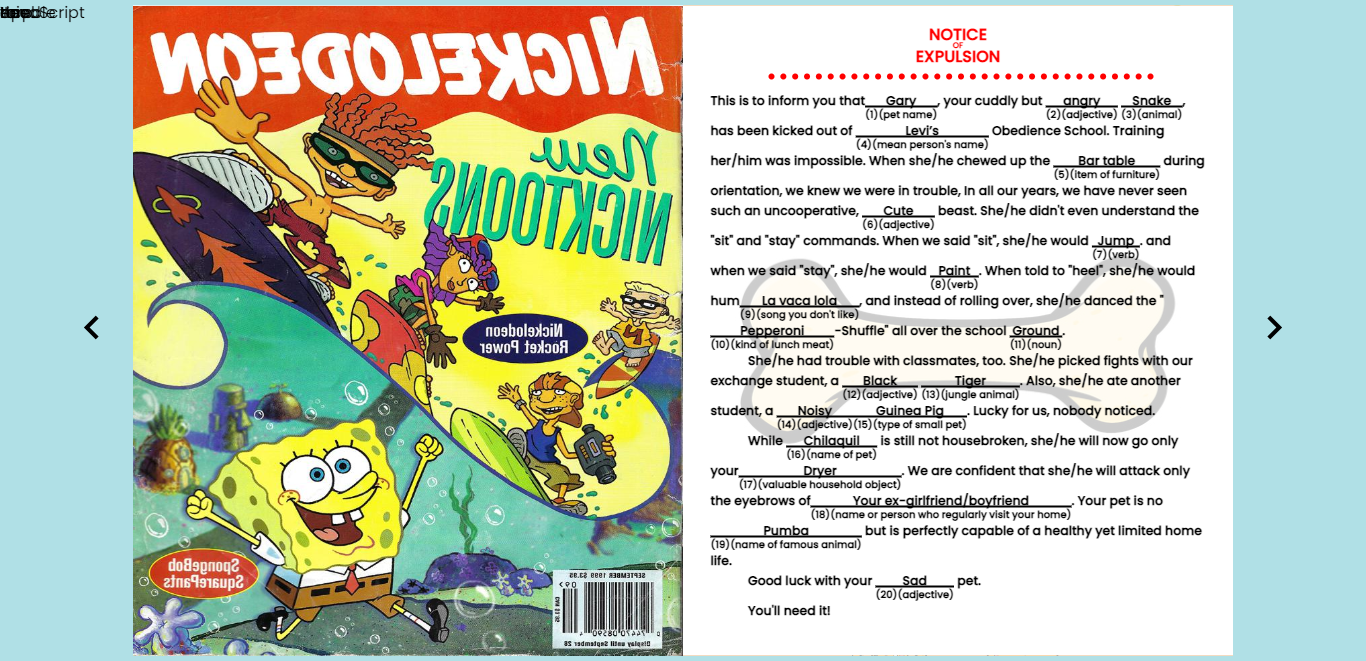 NICKELODEON
New
NICKTOONS
Nickelodeon
Rocket Power
SpongeBob
SquarePants
SEPTEMBER 1999 $3.95
09
0 74470 08590 4
Display until September 28
NOTICE
OF
EXPULSION
This is to inform you that Gary, your cuddly but angry Snake,
(1)(pet name) (2)(adjective) (3)(animal)
has been kicked out of Levi's Obedience School. Training
(4)(mean person's name)
her/him was impossible. When she/he chewed up the Bar table during
(5)(item of furniture)
orientation, we knew we were in trouble, In all our years, we have never seen
such an uncooperative, Cute beast. She/he didn't even understand the
(6)(adjective)
"sit" and "stay" commands. When we said "sit", she/he would Jump. and
(7)(verb)
when we said "stay", she/he would Paint. When told to "heel", she/he would
(8)(verb)
hum La vaca lola, and instead of rolling over, she/he danced the "
(9)(song you don't like)
Pepperoni-Shuffle" all over the school Ground.
(10)(kind of lunch meat) (11)(noun)
She/he had trouble with classmates, too. She/he picked fights with our
exchange student, a Black Tiger. Also, she/he ate another
(12)(adjective) (13)(jungle animal)
student, a Noisy Guinea Pig. Lucky for us, nobody noticed.
(14)(adjective)(15)(type of small pet)
While Chilaquil is still not housebroken, she/he will now go only
(16)(name of pet)
your Dryer. We are confident that she/he will attack only
(17)(valuable household object)
the eyebrows of Your ex-girlfriend/boyfriend. Your pet is no
(18)(name or person who regularly visit your home)
Pumba but is perfectly capable of a healthy yet limited home
(19)(name of famous animal)
life.
Good luck with your Sad pet.
(20)(adjective)
You'll need it!